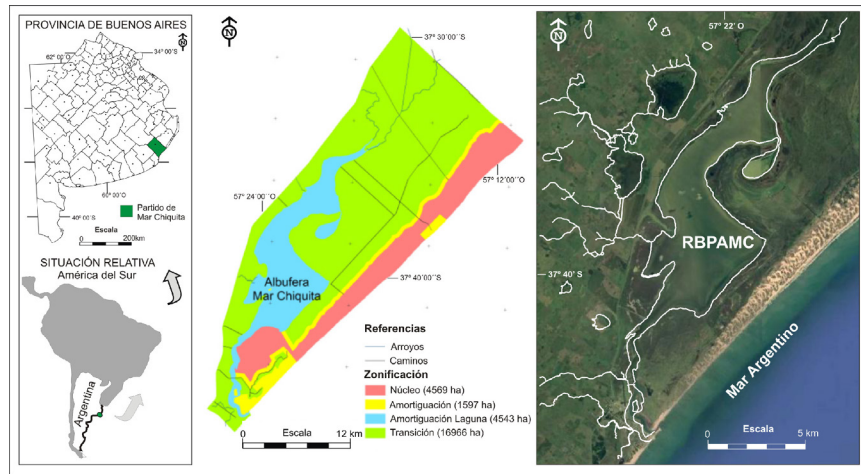 PROVINCIA DE BUENOS AIRES
N
62° 00´´O
34° 00´´S
60° 00´´O
40° 00´´S
Partido de
Mar Chiquita
Escala
0 200km
SITUACIÓN RELATIVA
América del Sur
Argentina
N
37° 30´00´´S
57° 24´00´´O
57° 12´00´´O
37° 40´00´´S
Albufera
Mar Chiquita
Referencias
Arroyos
Caminos
Zonificación
Núcleo (4569 ha)
Amortiguación (1597 ha)
Amortiguación Laguna (4543 ha)
Transición (16966 ha)
Escala
0 12 km
N
57° 22´ O
37° 40´ S
RBPAMC
Mar Argentino
Escala
0 5 km